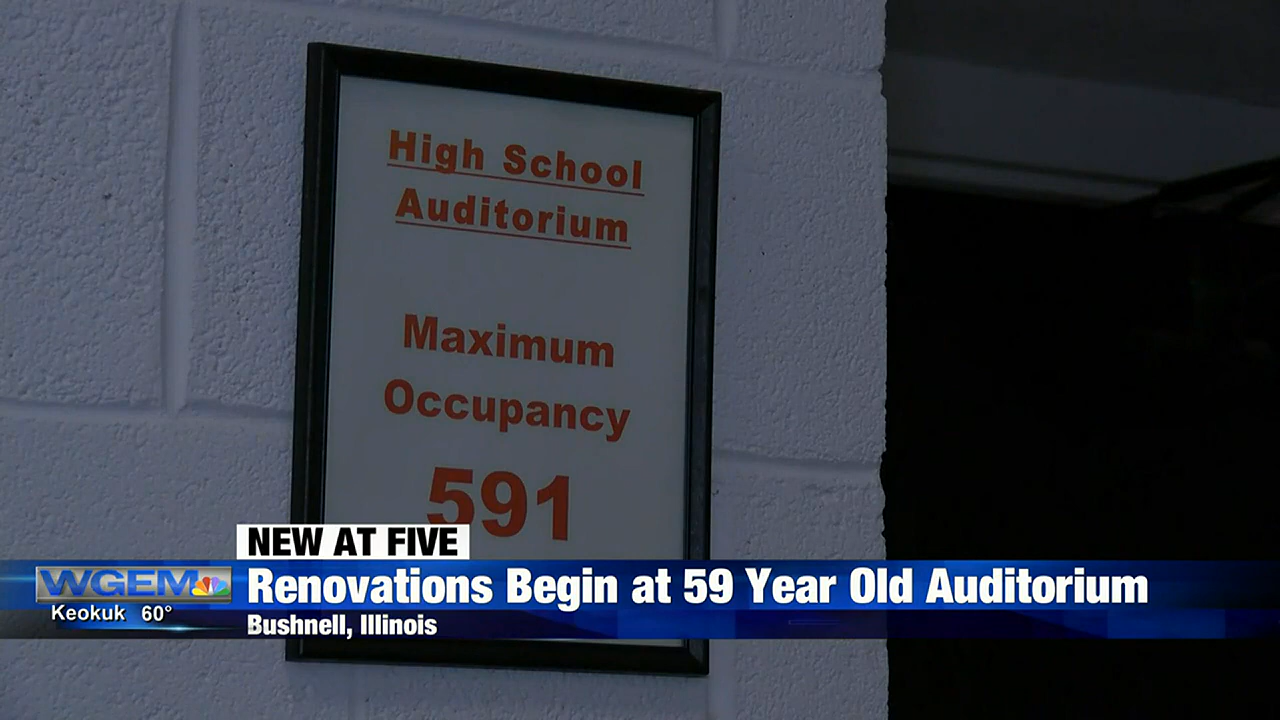 High School
Auditorium
Maximum
Occupancy
591
NEW AT FIVE
WGEM
Renovations Begin at 59 Year Old Auditorium
Keokuk 60°
Bushnell, Illinois